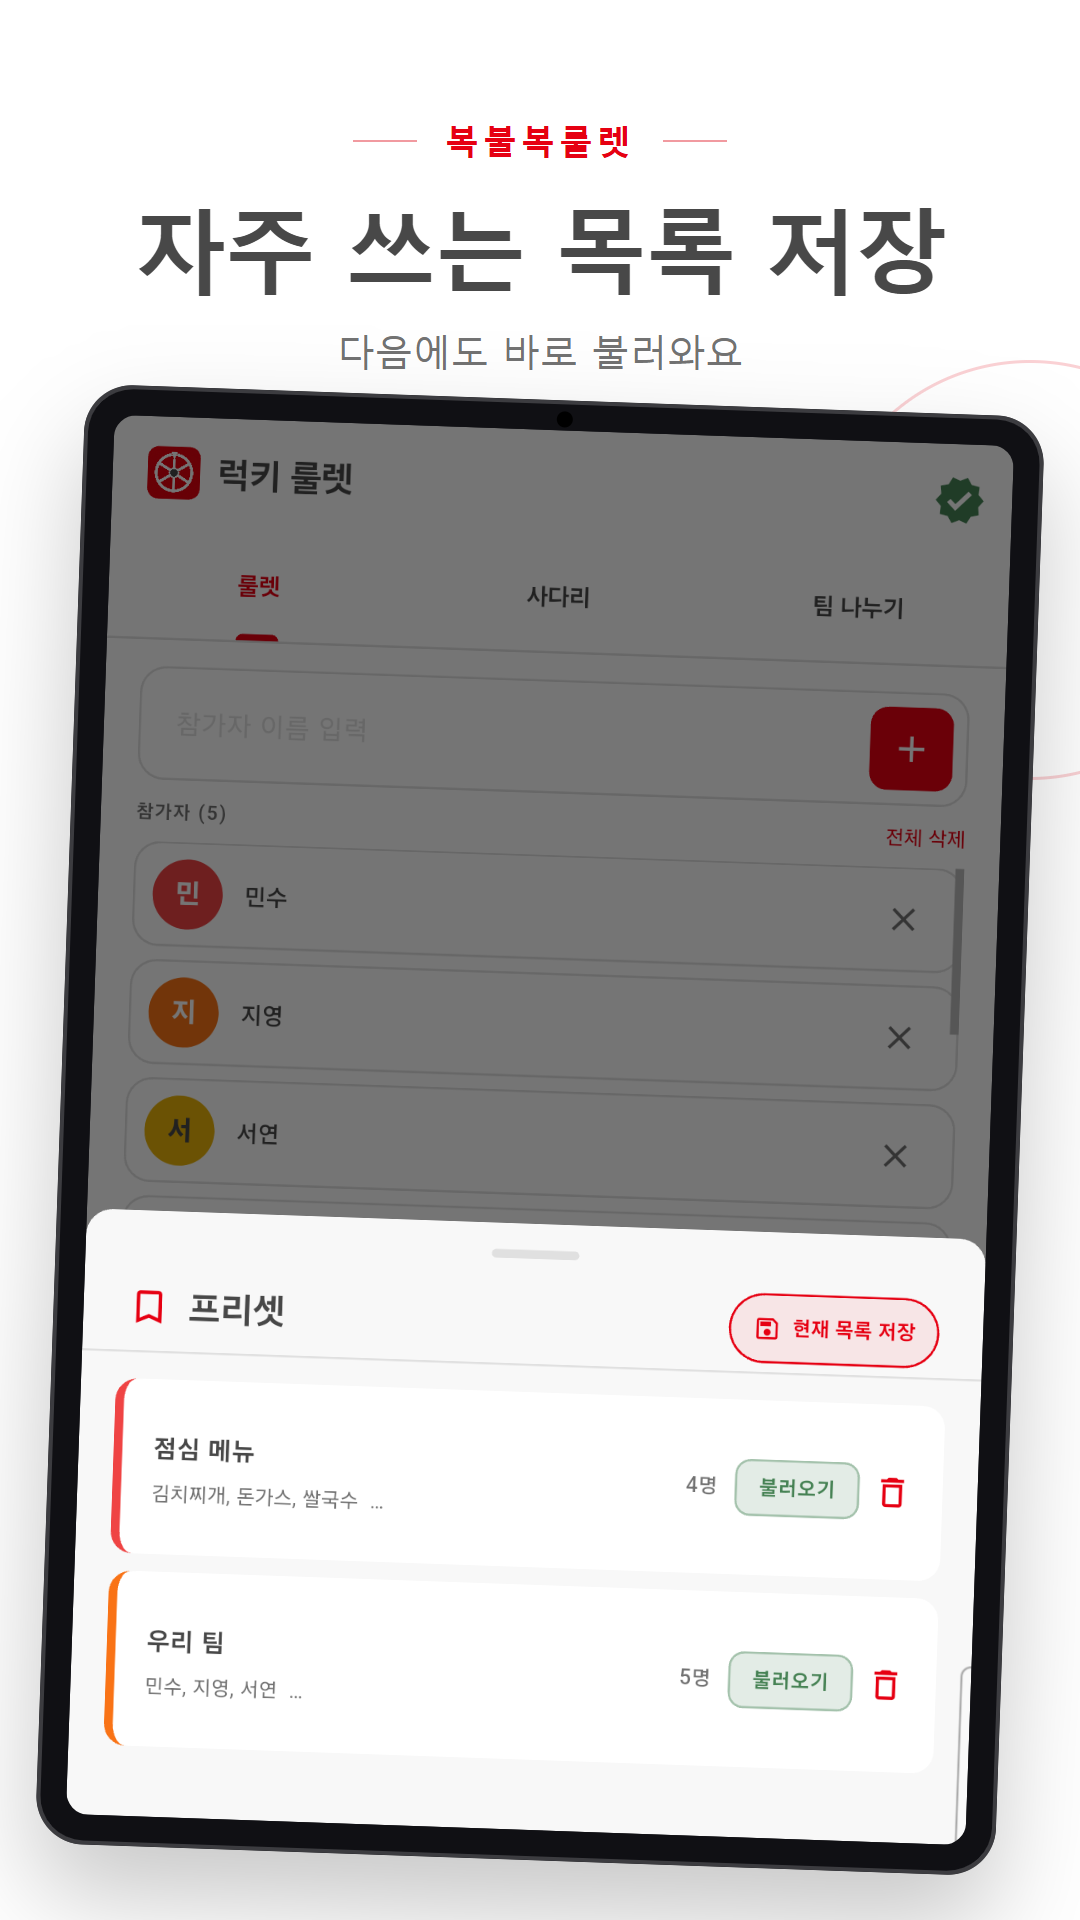 복불복룰렛
자주 쓰는 목록 저장
다음에도 바로 불러와요
럭키 룰렛
룰렛
사다리
팀 나누기
참가자 이름 입력
참가자 (5)
전체 삭제
민 민수
지 지영
서 서연
프리셋
현재 목록 저장
점심 메뉴
김치찌개, 돈가스, 쌀국수 ...
4명
불러오기
우리 팀
민수, 지영, 서연 ...
5명
불러오기